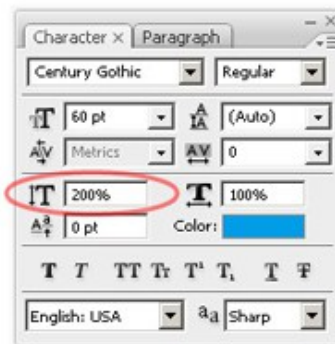 Character × Paragraph
Century Gothic Regular
60 pt (Auto)
Metrics 0
200% 100%
0 pt Color:
T T TT Tr T¹ T, T T
English: USA aa Sharp